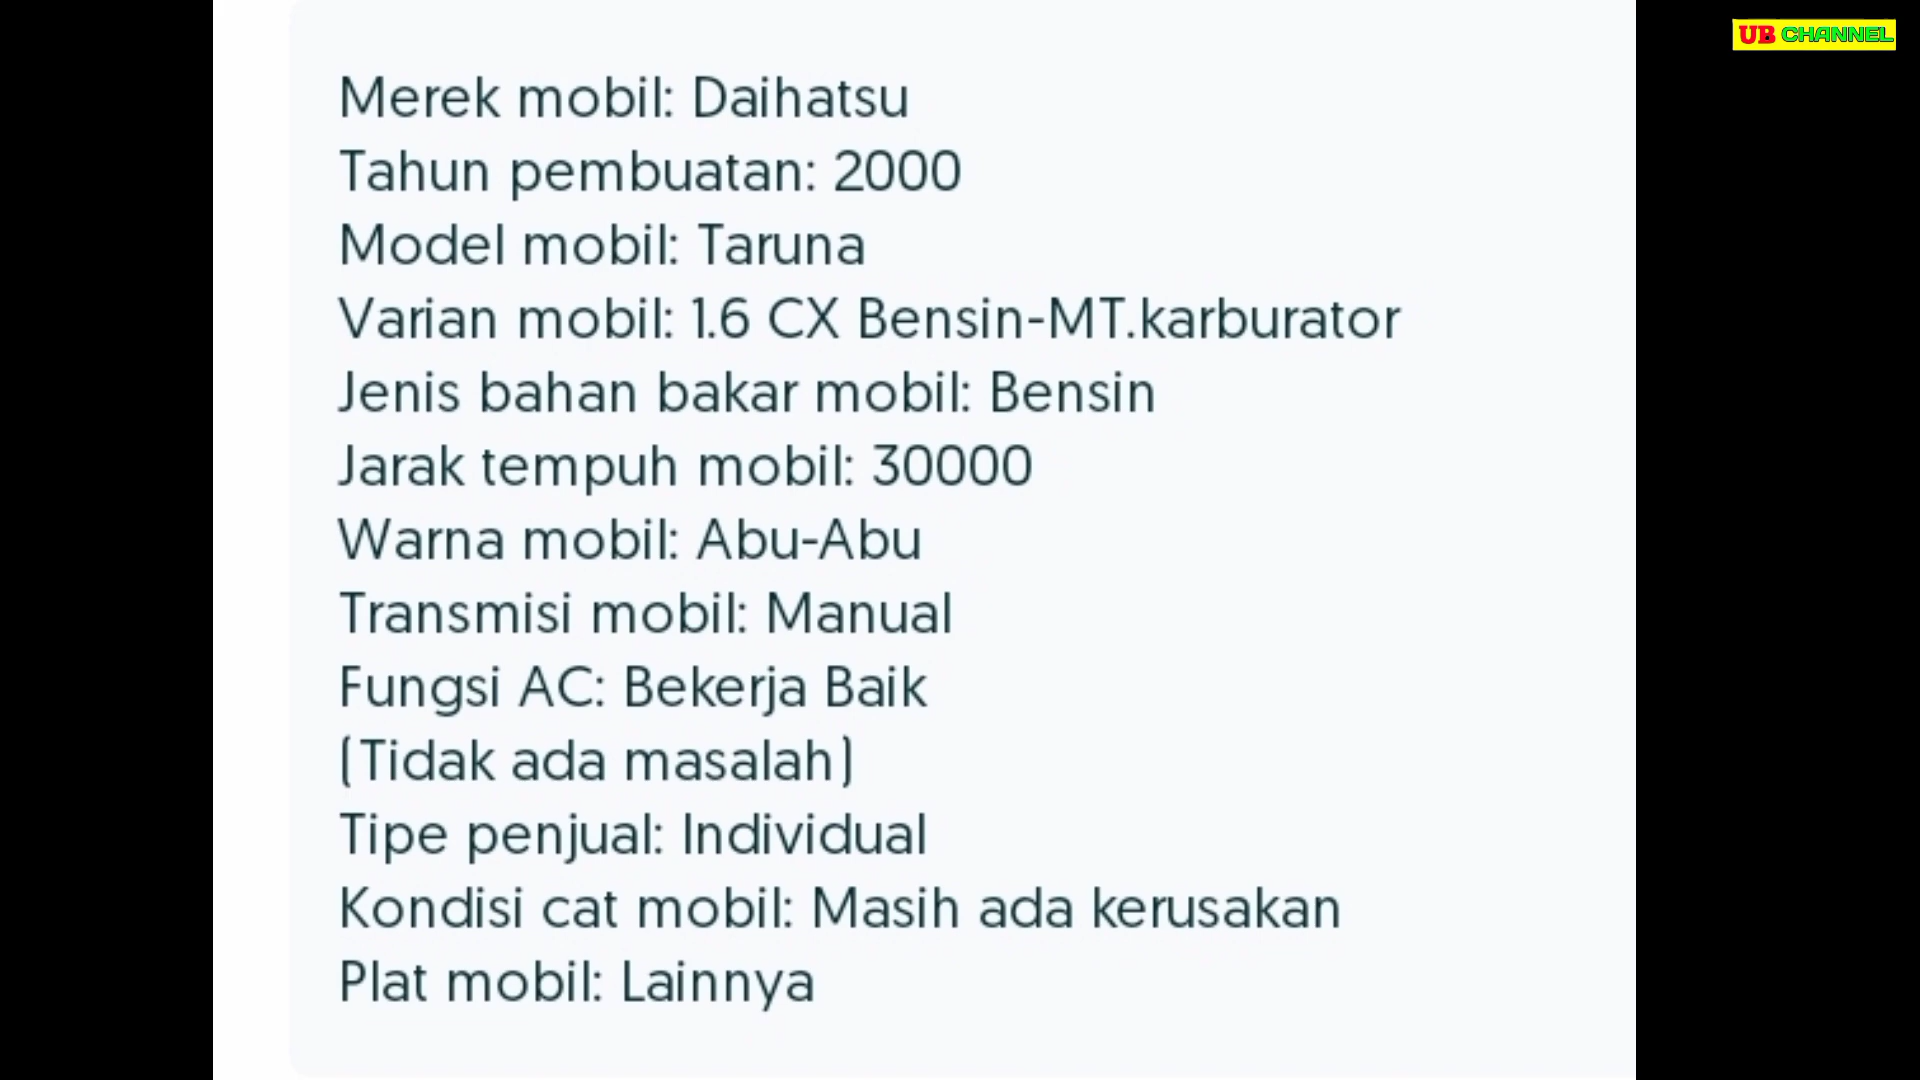 UB CHANNEL
Merek mobil: Daihatsu
Tahun pembuatan: 2000
Model mobil: Taruna
Varian mobil: 1.6 CX Bensin-MT.karburator
Jenis bahan bakar mobil: Bensin
Jarak tempuh mobil: 30000
Warna mobil: Abu-Abu
Transmisi mobil: Manual
Fungsi AC: Bekerja Baik
(Tidak ada masalah)
Tipe penjual: Individual
Kondisi cat mobil: Masih ada kerusakan
Plat mobil: Lainnya